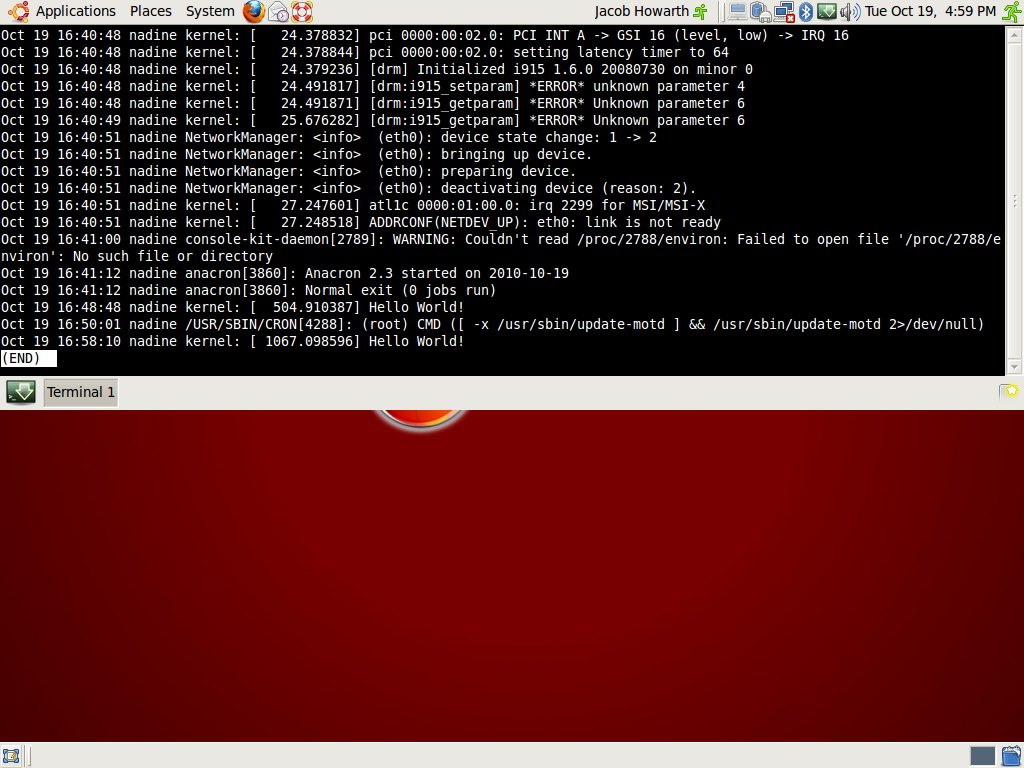 Applications Places System Jacob Howarth Tue Oct 19, 4:59 PM
Oct 19 16:40:48 nadine kernel: [   24.378832] pci 0000:00:02.0: PCI INT A -> GSI 16 (level, low) -> IRQ 16
Oct 19 16:40:48 nadine kernel: [   24.378844] pci 0000:00:02.0: setting latency timer to 64
Oct 19 16:40:48 nadine kernel: [   24.379236] [drm] Initialized i915 1.6.0 20080730 on minor 0
Oct 19 16:40:48 nadine kernel: [   24.491817] [drm:i915_setparam] *ERROR* unknown parameter 4
Oct 19 16:40:48 nadine kernel: [   24.491871] [drm:i915_getparam] *ERROR* Unknown parameter 6
Oct 19 16:40:49 nadine kernel: [   25.676282] [drm:i915_getparam] *ERROR* Unknown parameter 6
Oct 19 16:40:51 nadine NetworkManager: <info>  (eth0): device state change: 1 -> 2
Oct 19 16:40:51 nadine NetworkManager: <info>  (eth0): bringing up device.
Oct 19 16:40:51 nadine NetworkManager: <info>  (eth0): preparing device.
Oct 19 16:40:51 nadine NetworkManager: <info>  (eth0): deactivating device (reason: 2).
Oct 19 16:40:51 nadine kernel: [   27.247601] atl1c 0000:01:00.0: irq 2299 for MSI/MSI-X
Oct 19 16:40:51 nadine kernel: [   27.248518] ADDRCONF(NETDEV_UP): eth0: link is not ready
Oct 19 16:41:00 nadine console-kit-daemon[2789]: WARNING: Couldn't read /proc/2788/environ: Failed to open file '/proc/2788/e
nviron': No such file or directory
Oct 19 16:41:12 nadine anacron[3860]: Anacron 2.3 started on 2010-10-19
Oct 19 16:41:12 nadine anacron[3860]: Normal exit (0 jobs run)
Oct 19 16:48:48 nadine kernel: [  504.910387] Hello World!
Oct 19 16:50:01 nadine /USR/SBIN/CRON[4288]: (root) CMD ([ -x /usr/sbin/update-motd ] && /usr/sbin/update-motd 2>/dev/null)
Oct 19 16:58:10 nadine kernel: [ 1067.098596] Hello World!
(END)
Terminal 1